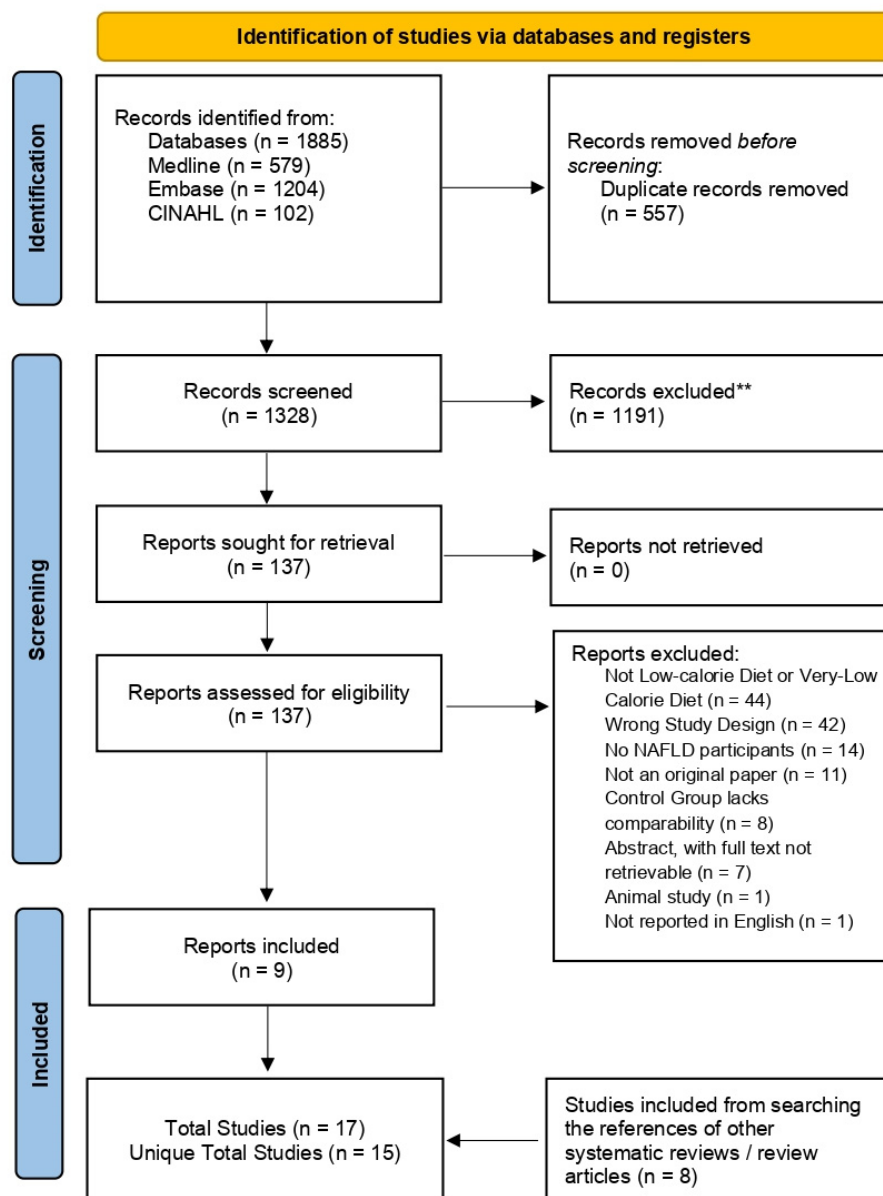 Identification of studies via databases and registers
Identification
Records identified from:
Databases (n = 1885)
Medline (n = 579)
Embase (n = 1204)
CINAHL (n = 102)
Records removed before
screening:
Duplicate records removed
(n = 557)
Screening
Records screened
(n = 1328)
Records excluded**
(n = 1191)
Reports sought for retrieval
(n = 137)
Reports not retrieved
(n = 0)
Reports assessed for eligibility
(n = 137)
Reports excluded:
Not Low-calorie Diet or Very-Low
Calorie Diet (n = 44)
Wrong Study Design (n = 42)
No NAFLD participants (n = 14)
Not an original paper (n = 11)
Control Group lacks
comparability (n = 8)
Abstract, with full text not
retrievable (n = 7)
Animal study (n = 1)
Not reported in English (n = 1)
Included
Reports included
(n = 9)
Total Studies (n = 17)
Unique Total Studies (n = 15)
Studies included from searching
the references of other
systematic reviews / review
articles (n = 8)